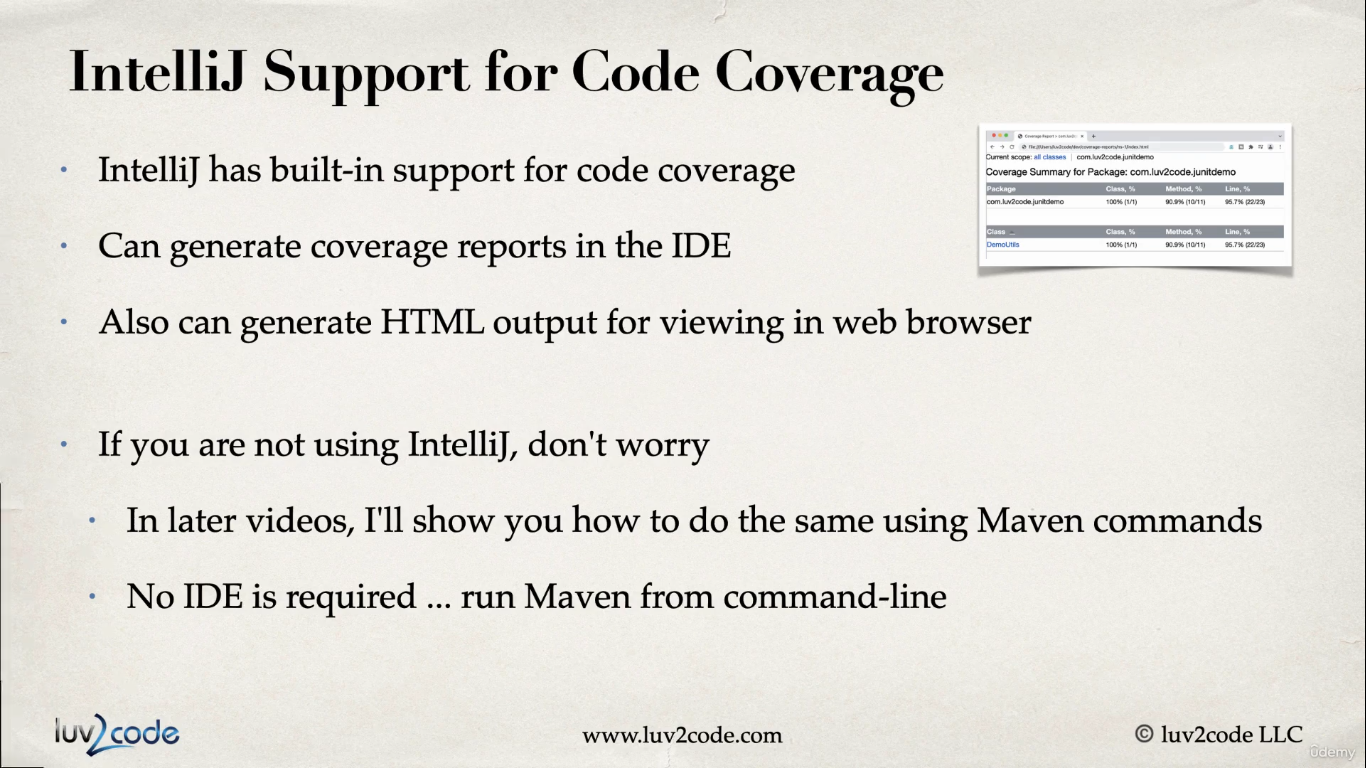 IntelliJ Support for Code Coverage
• IntelliJ has built-in support for code coverage
• Can generate coverage reports in the IDE
• Also can generate HTML output for viewing in web browser
Current scope: all classes | com.luv2code.junitdemo
Coverage Summary for Package: com.luv2code.junitdemo
Package Class, % Method, % Line, %
com.luv2code.junitdemo 100% (1/1) 90.9% (10/11) 95.7% (22/23)
Class Class, % Method, % Line, %
DemoUtils 100% (1/1) 90.9% (10/11) 95.7% (22/23)
• If you are not using IntelliJ, don't worry
• In later videos, I'll show you how to do the same using Maven commands
• No IDE is required ... run Maven from command-line
luv2code
www.luv2code.com
© luv2code LLC
ûdemy